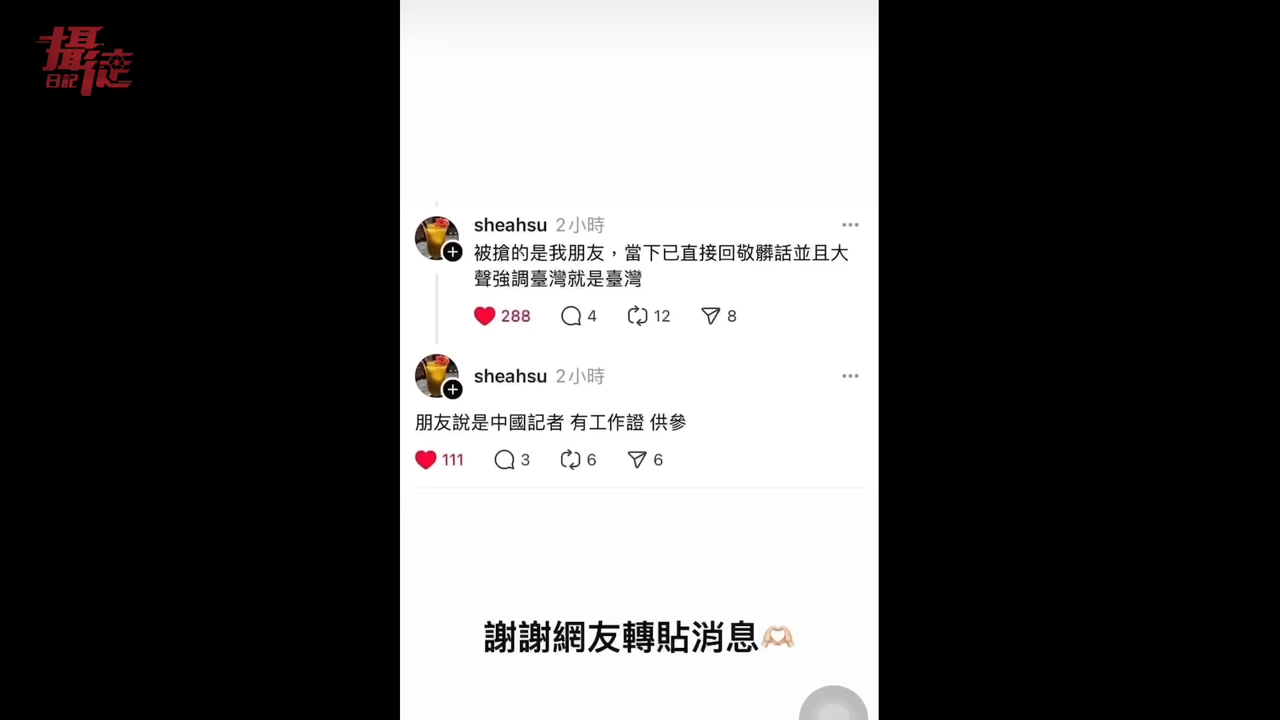 攝徒
日記
sheahsu 2小時
被搶的是我朋友，當下已直接回敬髒話並且大
聲強調臺灣就是臺灣
288 4 12 8
sheahsu 2小時
朋友說是中國記者 有工作證 供參
111 3 6 6
謝謝網友轉貼消息🫶🏻